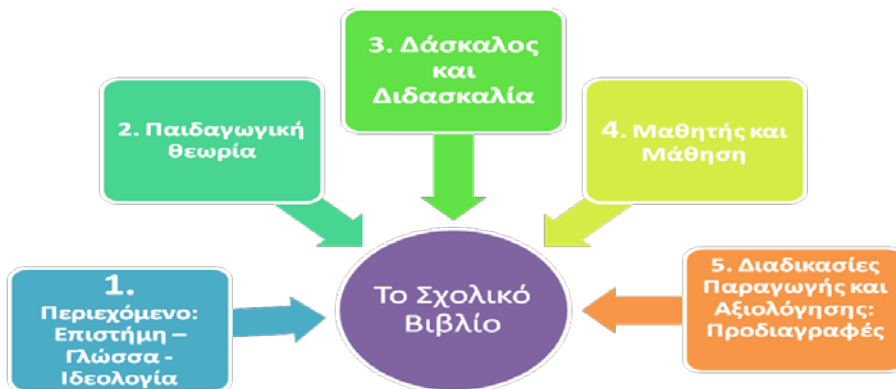 1.
Περιεχόμενο:
Επιστήμη –
Γλώσσα -
Ιδεολογία
2. Παιδαγωγική
θεωρία
3. Δάσκαλος
και
Διδασκαλία
4. Μαθητής και
Μάθηση
5. Διαδικασίες
Παραγωγής και
Αξιολόγησης:
Προδιαγραφές
Το Σχολικό
Βιβλίο